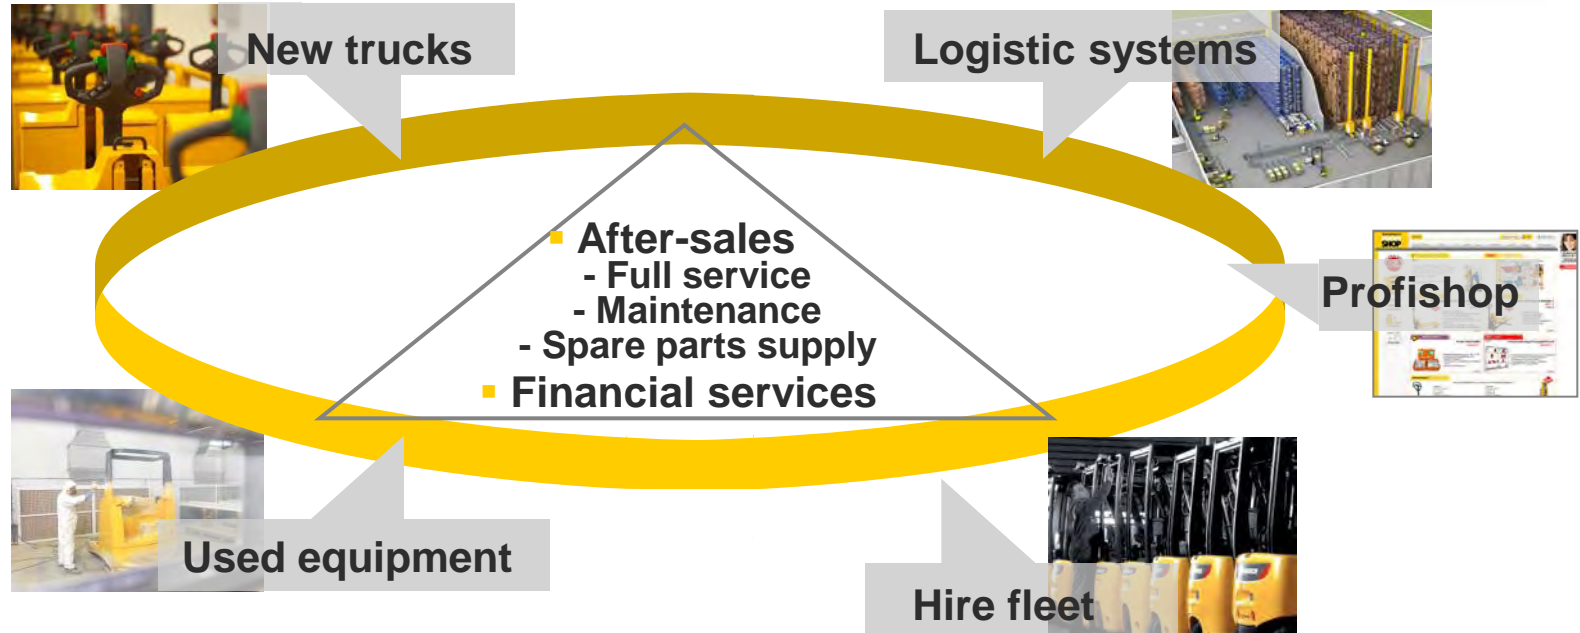 New trucks
Logistic systems
SHOP
Profishop
▪ After-sales
- Full service
- Maintenance
- Spare parts supply
▪ Financial services
Used equipment
Hire fleet